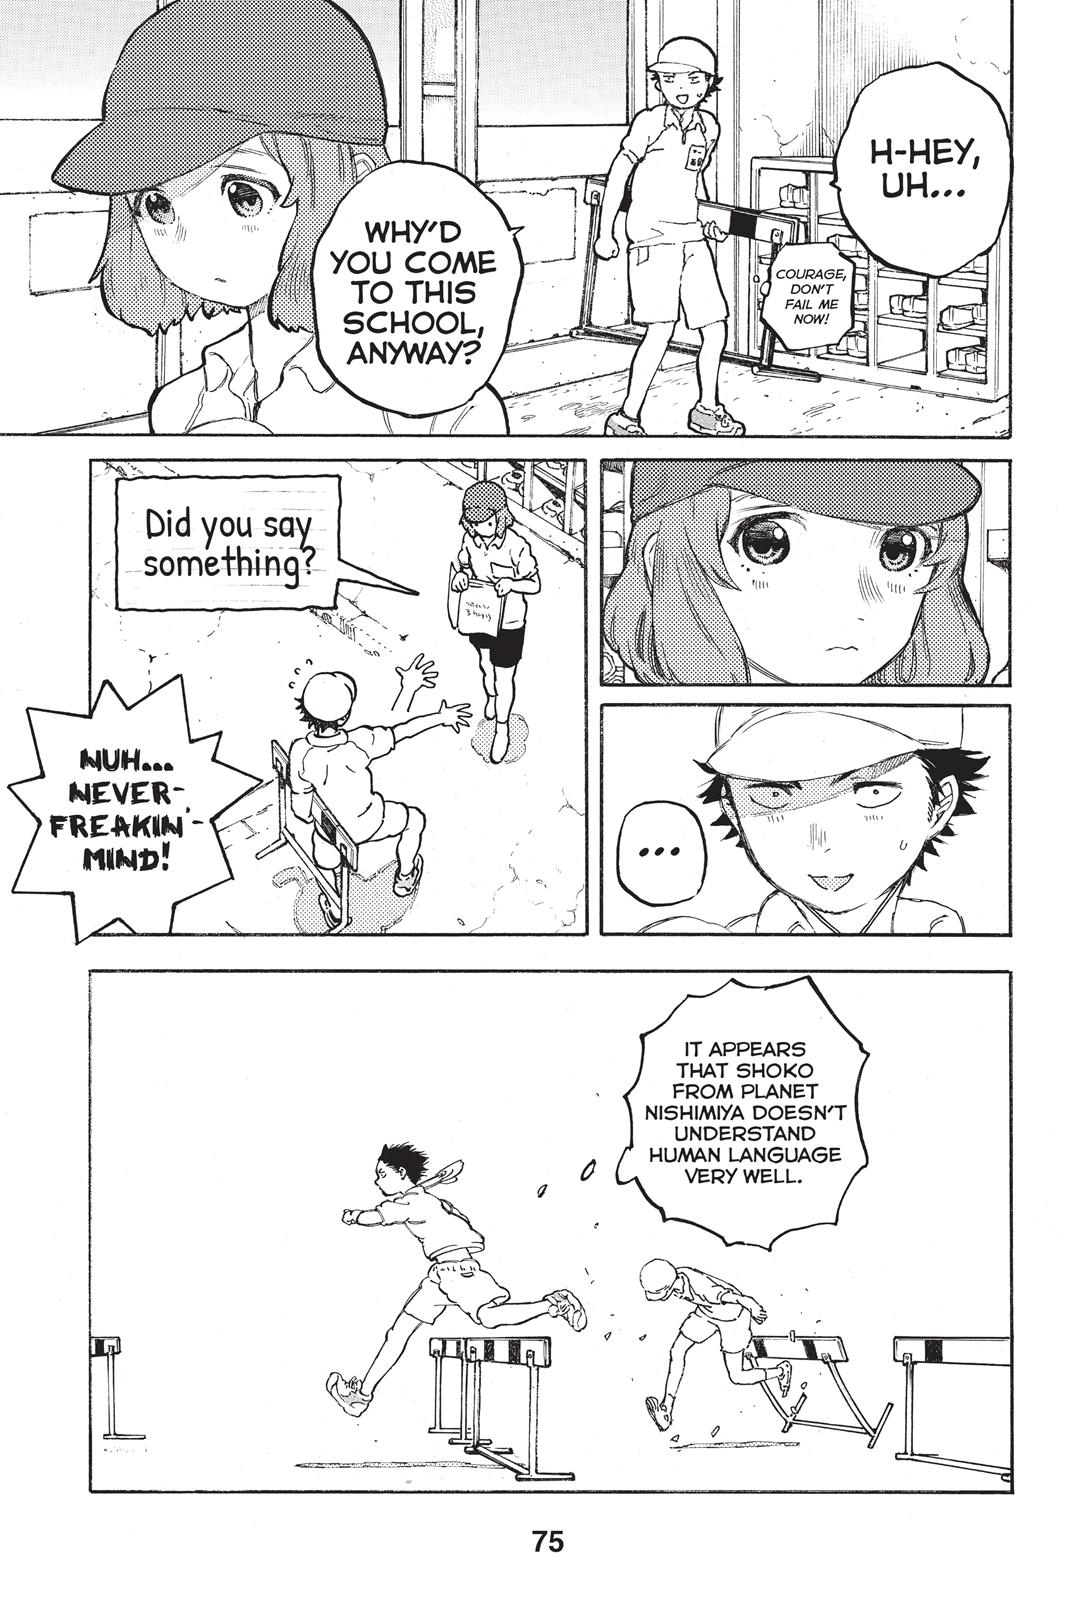 H-HEY,
UH...
COURAGE,
DON'T
FAIL ME
NOW!
WHY'D
YOU COME
TO THIS
SCHOOL,
ANYWAY?
...
Did you say
something?
NUH...
NEVER-
FREAKIN'-
MIND!
IT APPEARS
THAT SHOKO
FROM PLANET
NISHIMIYA DOESN'T
UNDERSTAND
HUMAN LANGUAGE
VERY WELL.
75